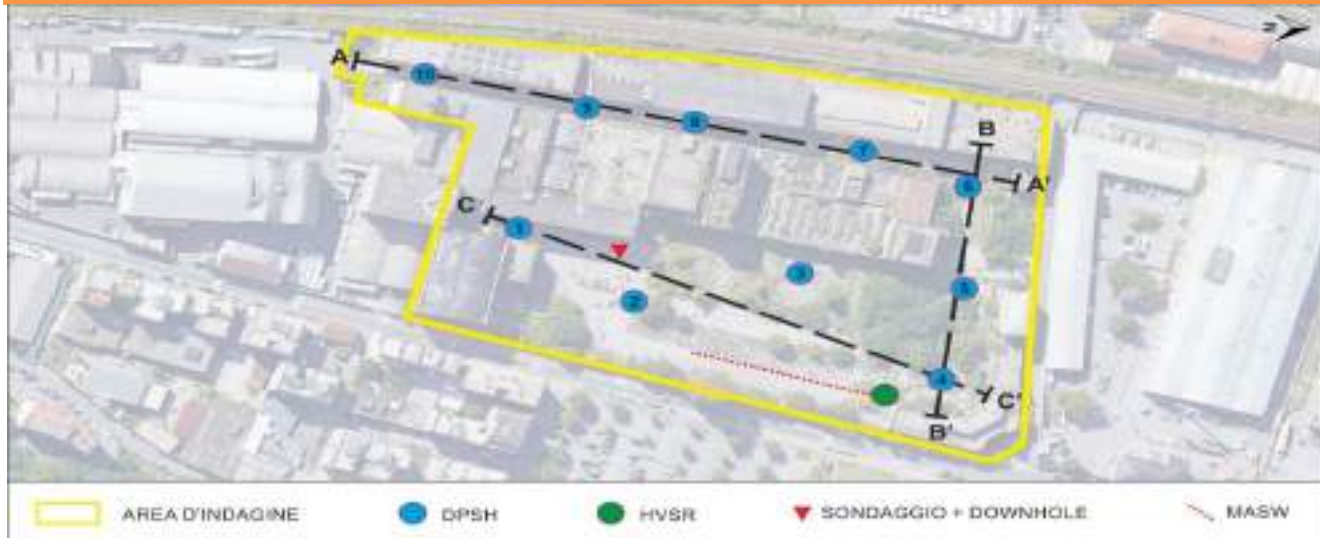 N
A
10
9
8
7
B
6
A'
C
1
3
5
2
4
C'
B'
AREA D'INDAGINE
DPSH
HVSR
SONDAGGIO + DOWNHOLE
MASW